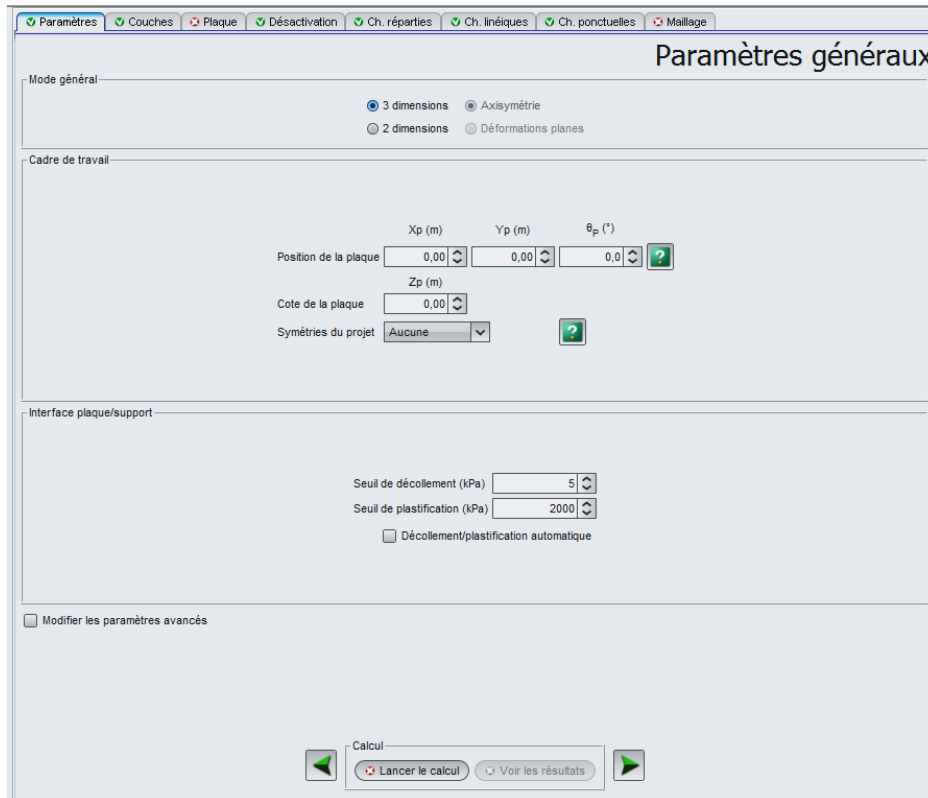 Paramètres Couches Plaque Désactivation Ch. réparties Ch. linéiques Ch. ponctuelles Maillage
Paramètres généraux
Mode général
3 dimensions Axisymétrie
2 dimensions Déformations planes
Cadre de travail
Xp (m) Yp (m) θp (°)
Position de la plaque 0,00 0,00 0,0 ?
Zp (m)
Cote de la plaque 0,00
Symétries du projet Aucune ?
Interface plaque/support
Seuil de décollement (kPa) 5
Seuil de plastification (kPa) 2000
Décollement/plastification automatique
Modifier les paramètres avancés
Calcul
Lancer le calcul Voir les résultats